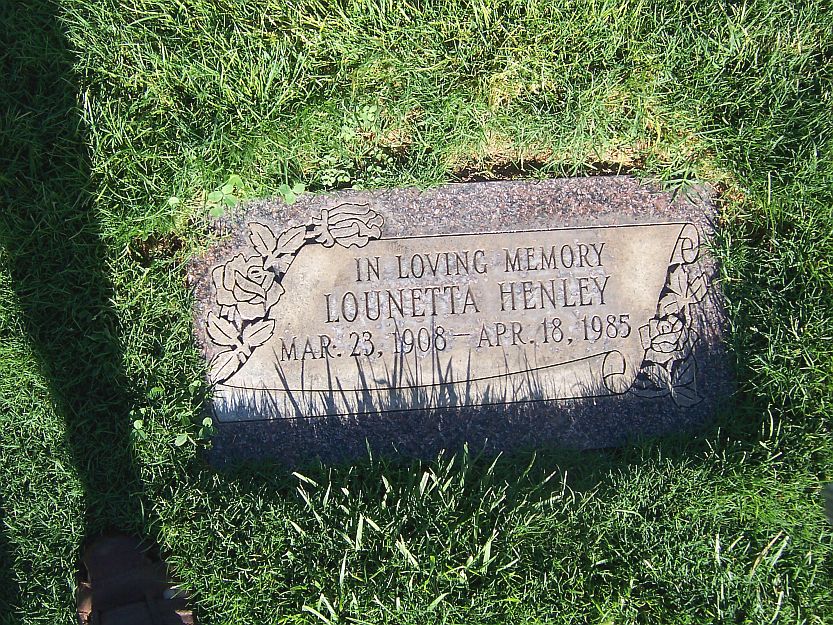 IN LOVING MEMORY
LOUNETTA HENLEY
MAR. 23, 1908 — APR. 18, 1985